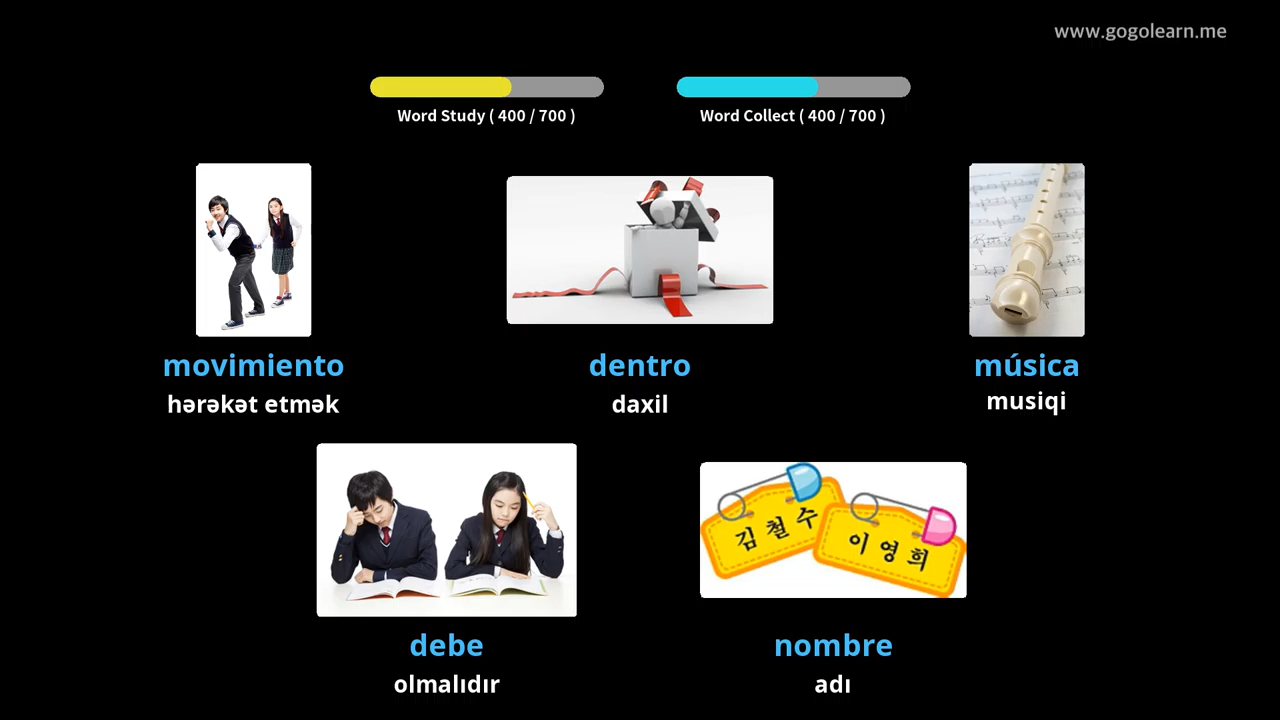 www.gogolearn.me
Word Study ( 400 / 700 )
Word Collect ( 400 / 700 )
movimiento
hərəkət etmək
dentro
daxil
música
musiqi
김철수
이영희
debe
olmalıdır
nombre
adı